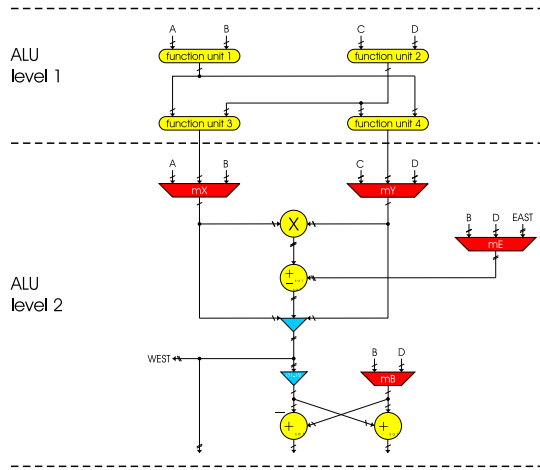 A B C D
ALU
level 1
function unit 1 function unit 2
function unit 3 function unit 4
A B C D
mX mY
B D EAST
X
mE
ALU
level 2
+
−
WEST
B D
mB
− + +